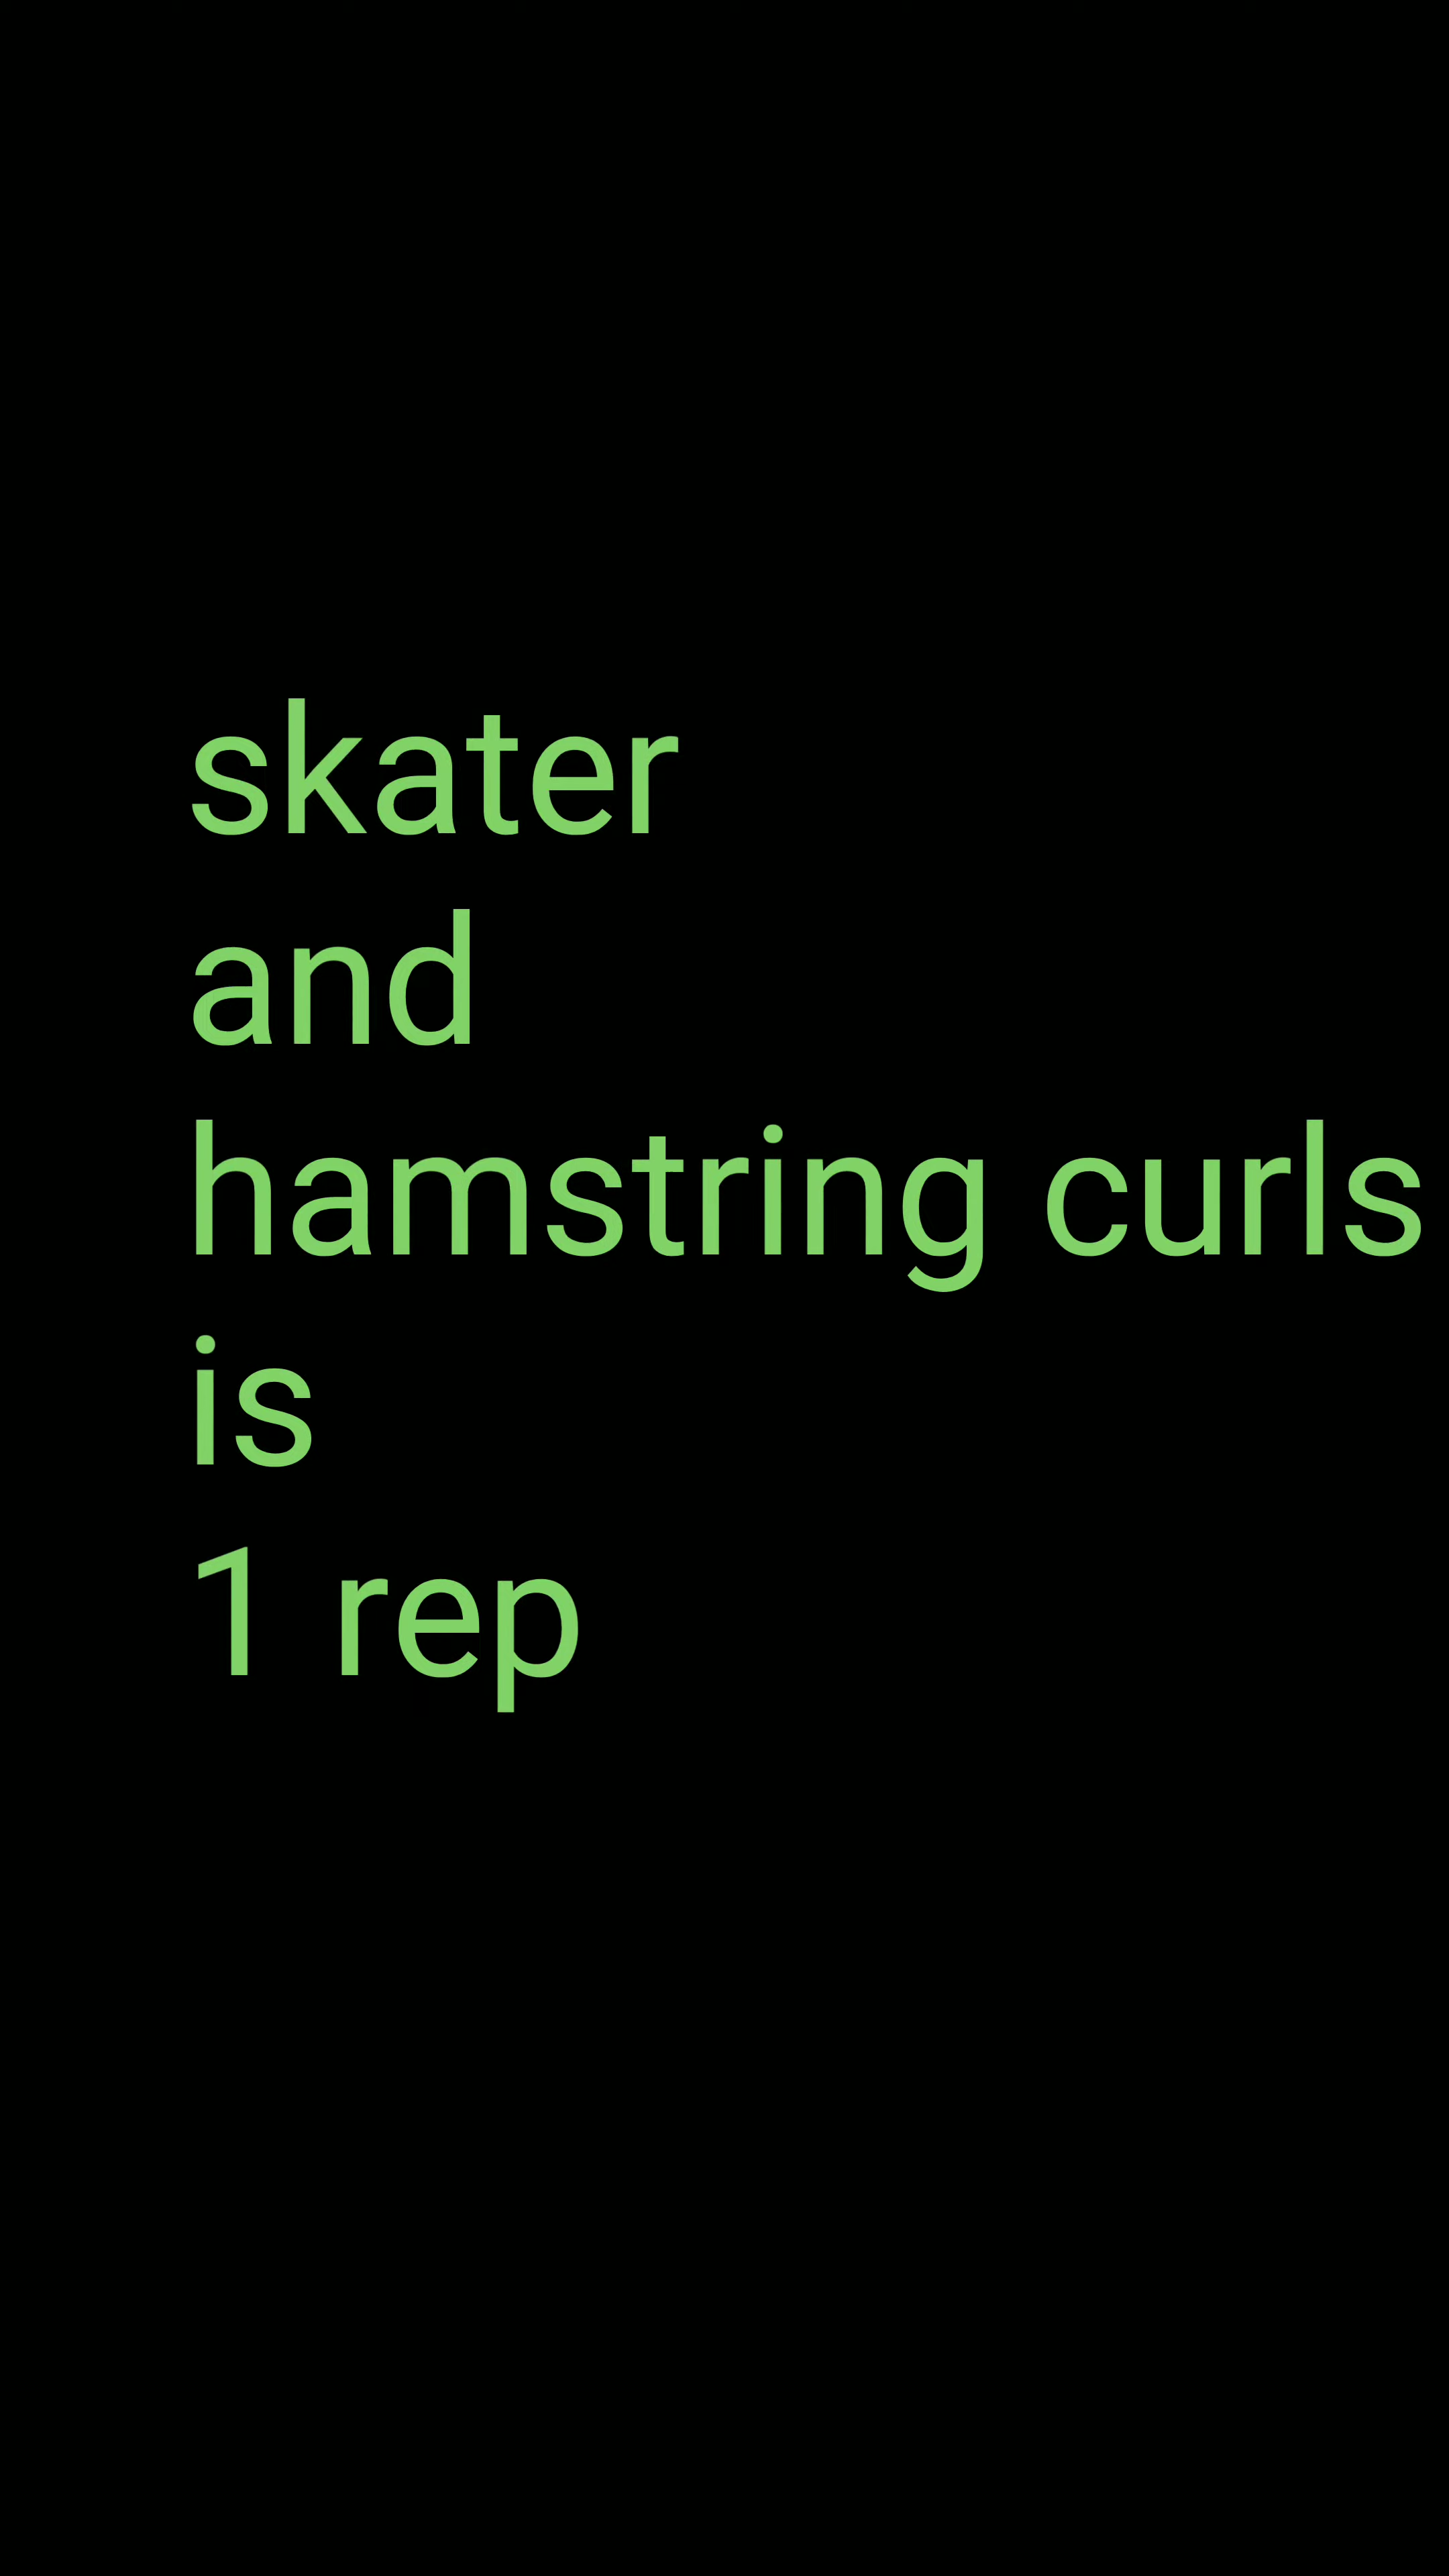 skater
and
hamstring curls
is
1 rep